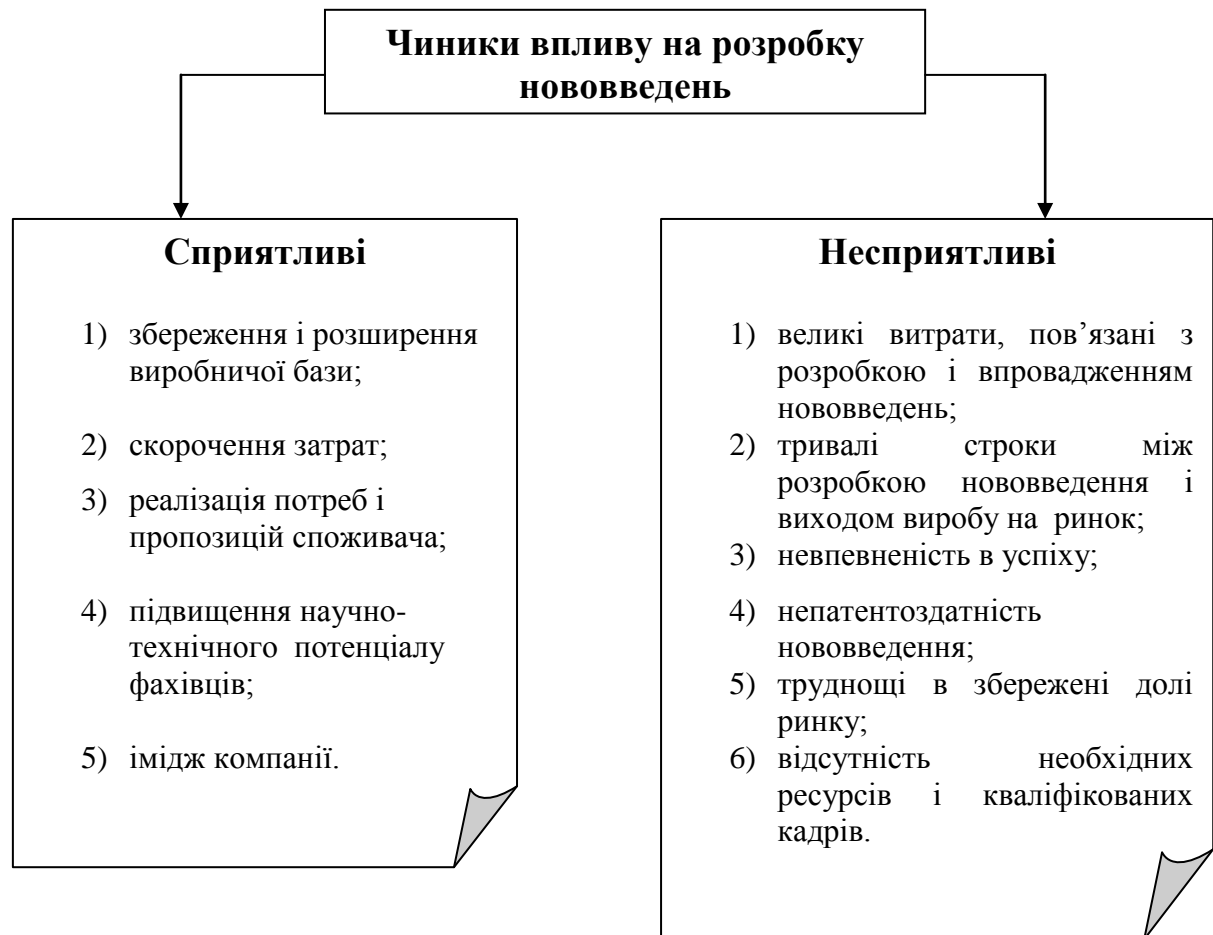 Чиники впливу на розробку
нововведень
Сприятливі
1) збереження і розширення
виробничої бази;
2) скорочення затрат;
3) реалізація потреб і
пропозицій споживача;
4) підвищення научно-
технічного потенціалу
фахівців;
5) імідж компанії.
Несприятливі
1) великі витрати, пов’язані з
розробкою і впровадженням
нововведень;
2) тривалі строки між
розробкою нововведення і
виходом виробу на ринок;
3) невпевненість в успіху;
4) непатентоздатність
нововведення;
5) труднощі в збережені долі
ринку;
6) відсутність необхідних
ресурсів і кваліфікованих
кадрів.